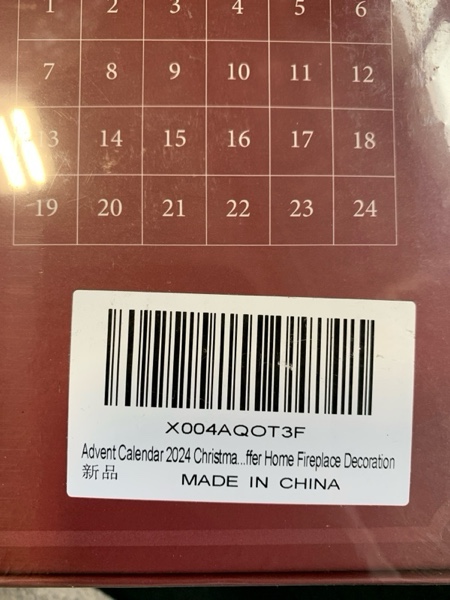 1 2 3 4 5 6
7 8 9 10 11 12
13 14 15 16 17 18
19 20 21 22 23 24
X004AQOT3F
Advent Calendar 2024 Christma...ffer Home Fireplace Decoration
新品
MADE IN CHINA